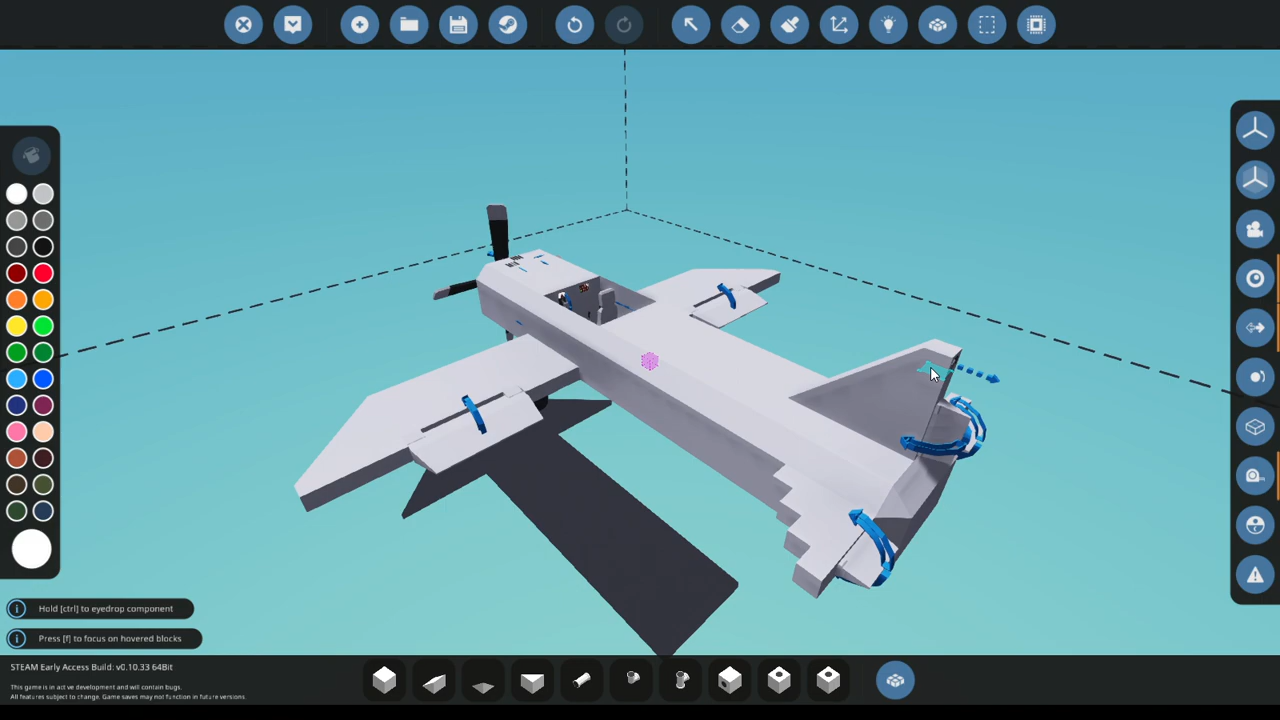 Hold [ctrl] to eyedrop component
Press [f] to focus on hovered blocks
STEAM Early Access Build: v0.10.33 64Bit
This game is in active development and will contain bugs.
All features subject to change. Game saves may not function in future versions.